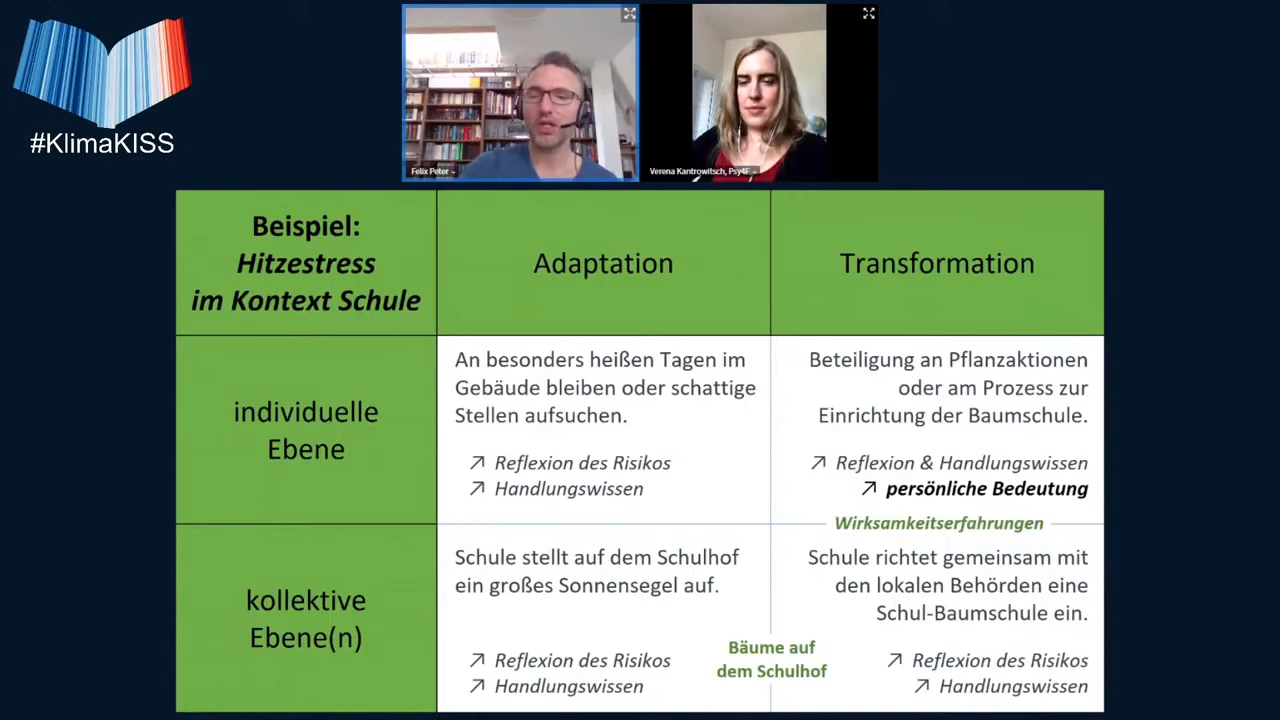 #KlimaKISS
Felix Peter
Verena Kantrowitsch, Psy4F
Beispiel:
Hitzestress
im Kontext Schule
Adaptation
Transformation
individuelle
Ebene
An besonders heißen Tagen im
Gebäude bleiben oder schattige
Stellen aufsuchen.
↗ Reflexion des Risikos
↗ Handlungswissen
Beteiligung an Pflanzaktionen
oder am Prozess zur
Einrichtung der Baumschule.
↗ Reflexion & Handlungswissen
↗ persönliche Bedeutung
Wirksamkeitserfahrungen
kollektive
Ebene(n)
Schule stellt auf dem Schulhof
ein großes Sonnensegel auf.
↗ Reflexion des Risikos
↗ Handlungswissen
Bäume auf
dem Schulhof
Schule richtet gemeinsam mit
den lokalen Behörden eine
Schul-Baumschule ein.
↗ Reflexion des Risikos
↗ Handlungswissen